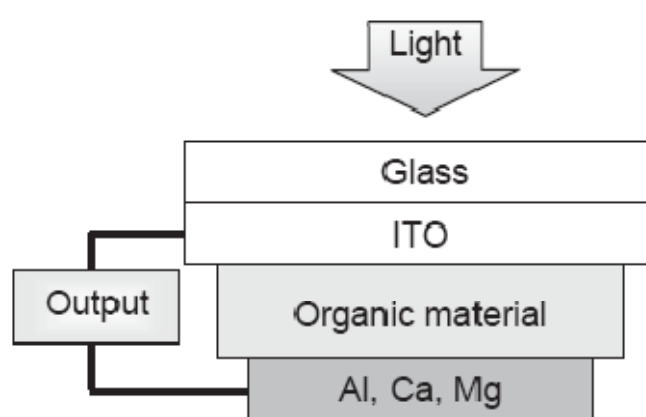 Light
Glass
ITO
Output
Organic material
Al, Ca, Mg